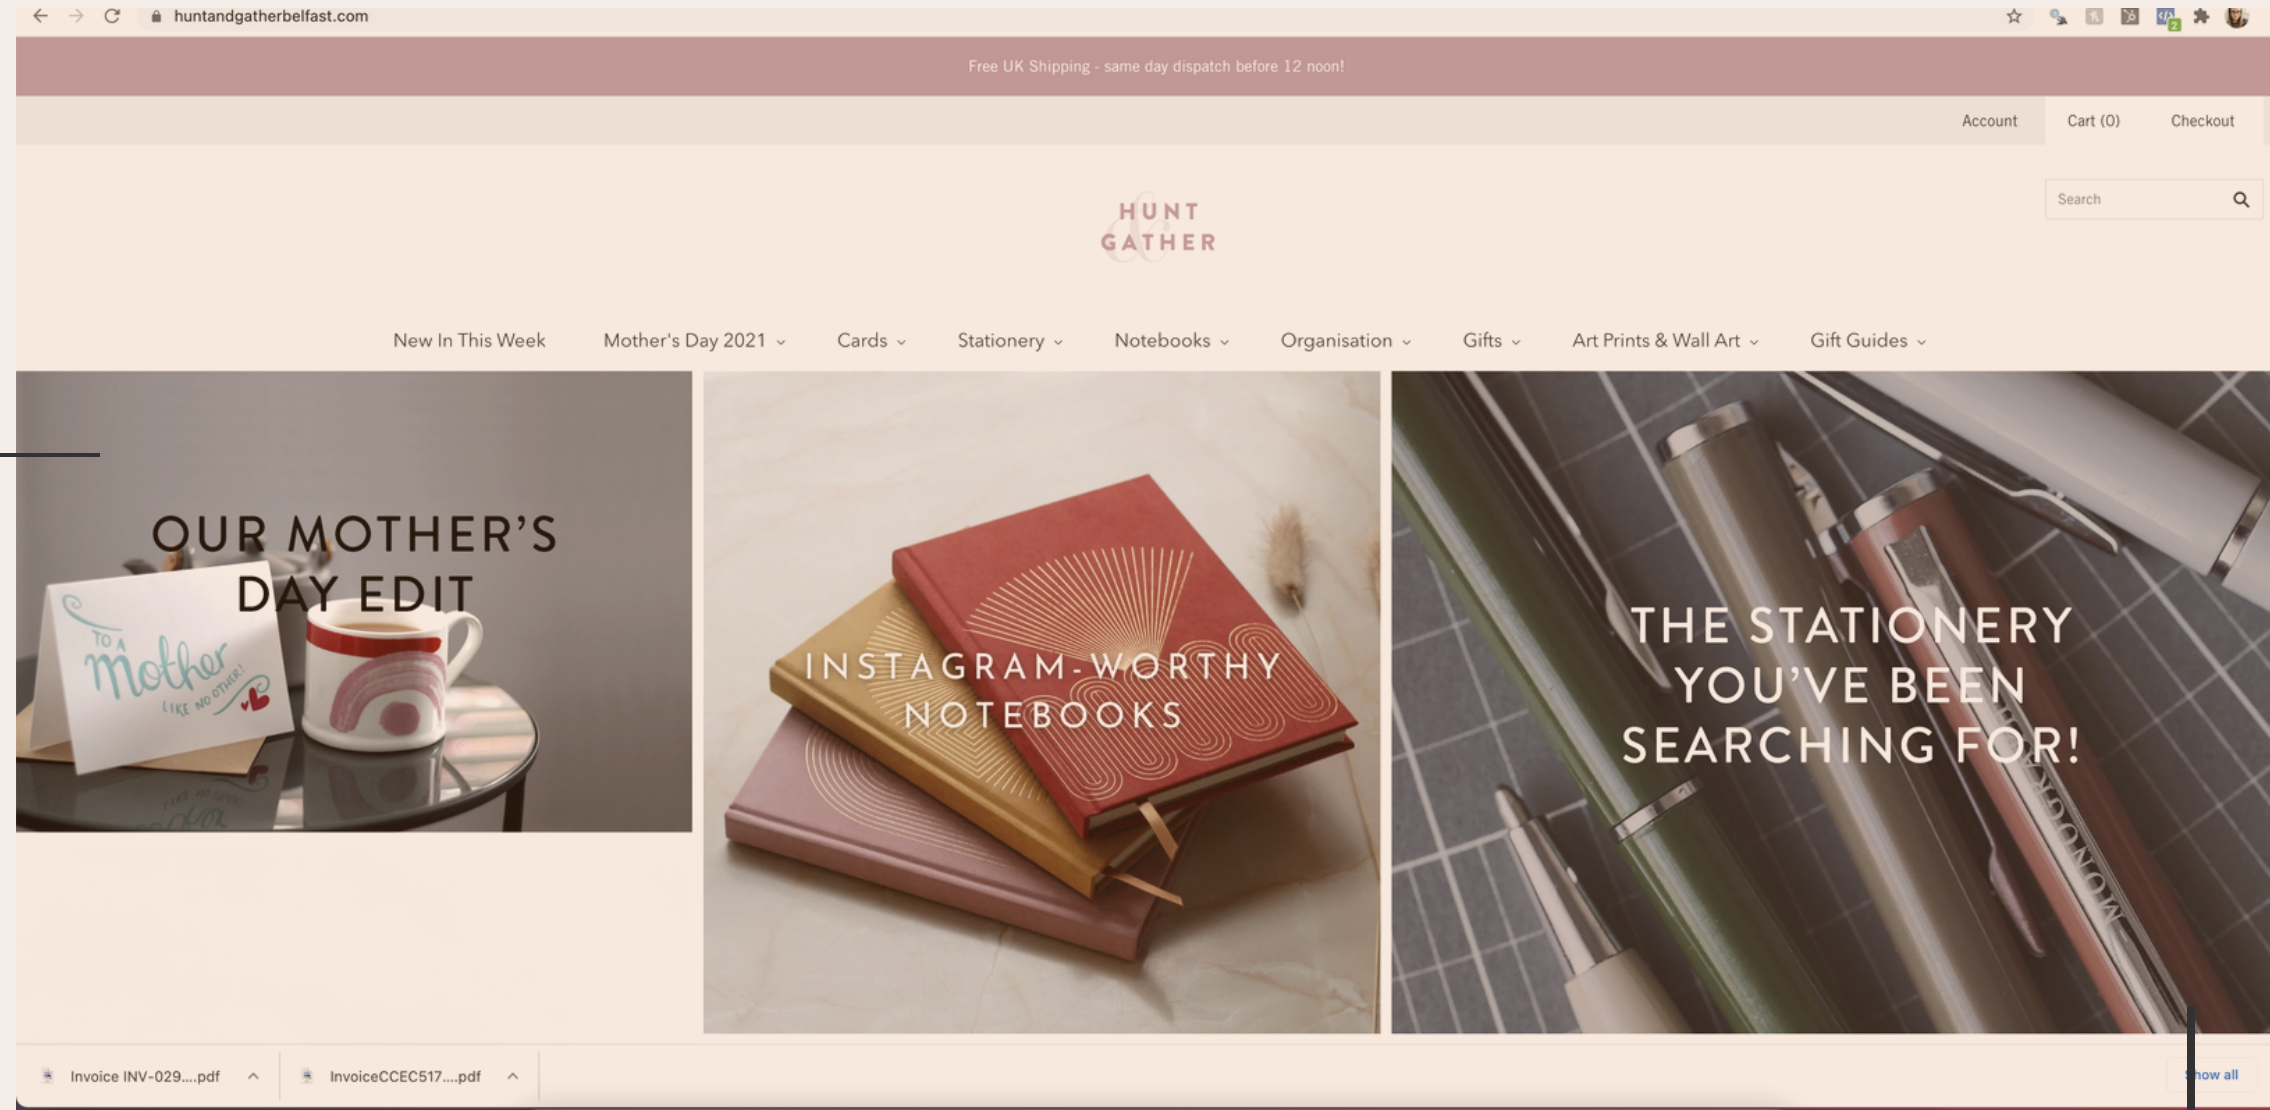 huntandgatherbelfast.com
2
Free UK Shipping - same day dispatch before 12 noon!
Account Cart (0) Checkout
Search
HUNT
&
GATHER
New In This Week Mother's Day 2021 Cards Stationery Notebooks Organisation Gifts Art Prints & Wall Art Gift Guides
OUR MOTHER'S
DAY EDIT
TO A
mother
LIKE NO OTHER!
INSTAGRAM-WORTHY
NOTEBOOKS
THE STATIONERY
YOU'VE BEEN
SEARCHING FOR!
MONOGRAPH
Invoice INV-029....pdf InvoiceCCEC517....pdf Show all